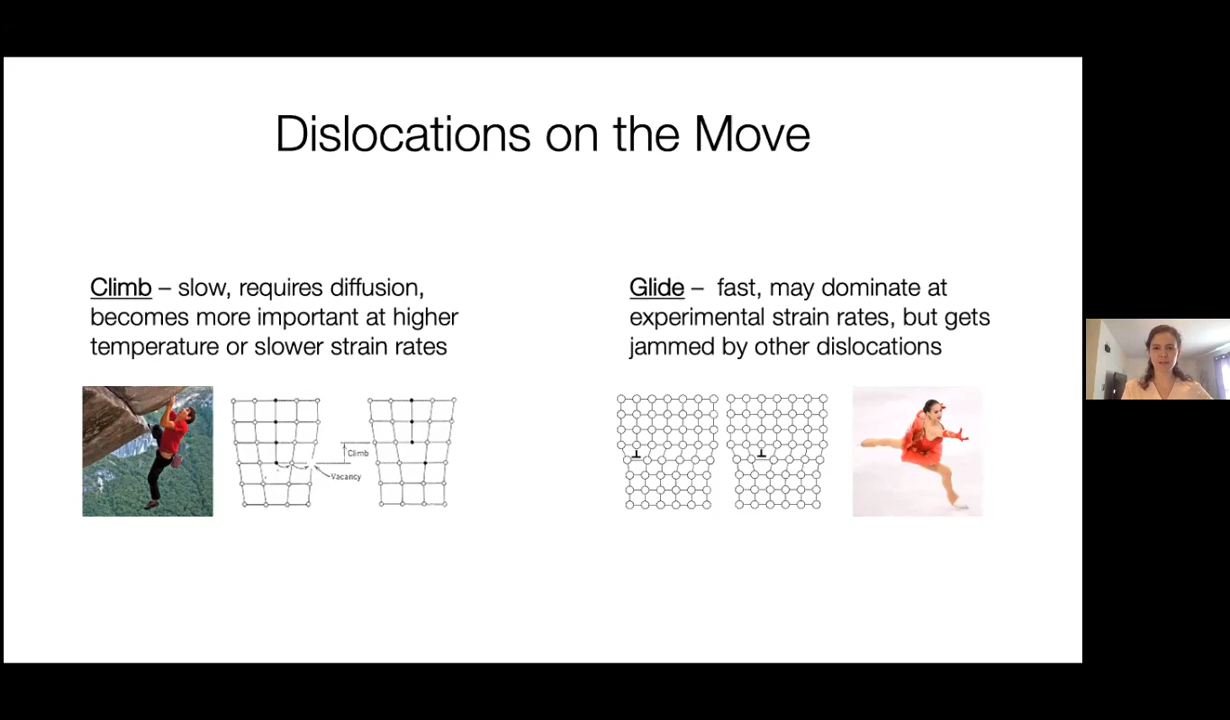 Dislocations on the Move
Climb – slow, requires diffusion,
becomes more important at higher
temperature or slower strain rates
Glide – fast, may dominate at
experimental strain rates, but gets
jammed by other dislocations
Climb
Vacancy